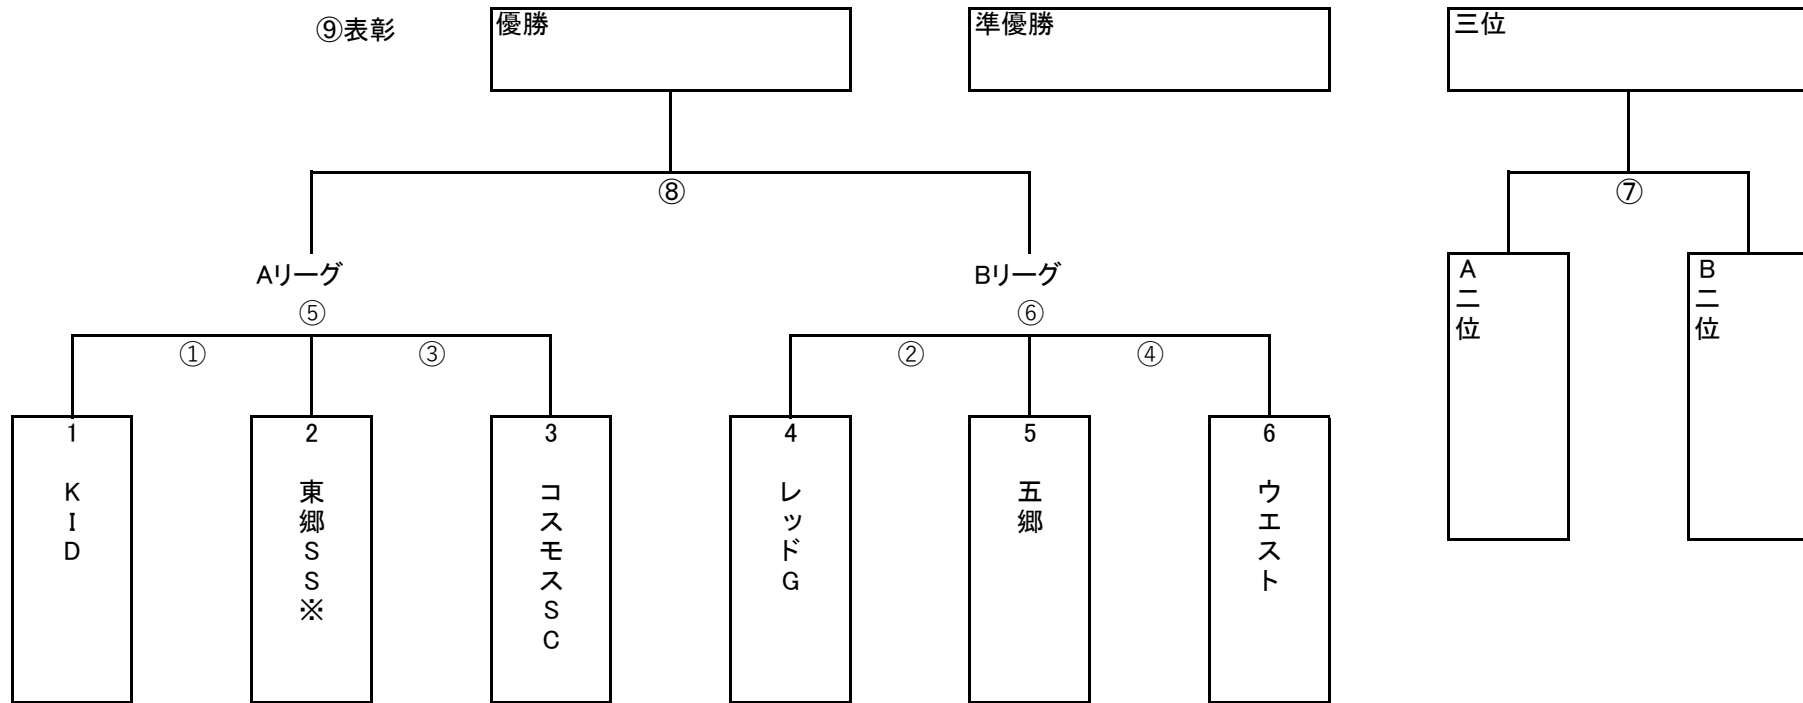 ⑨表彰
優勝
準優勝
三位
⑧
⑦
Aリーグ
Bリーグ
⑤
⑥
①
③
②
④
A二位
B二位
1
KID
2
東郷SS※
3
コスモスSC
4
レッドG
5
五郷
6
ウエスト